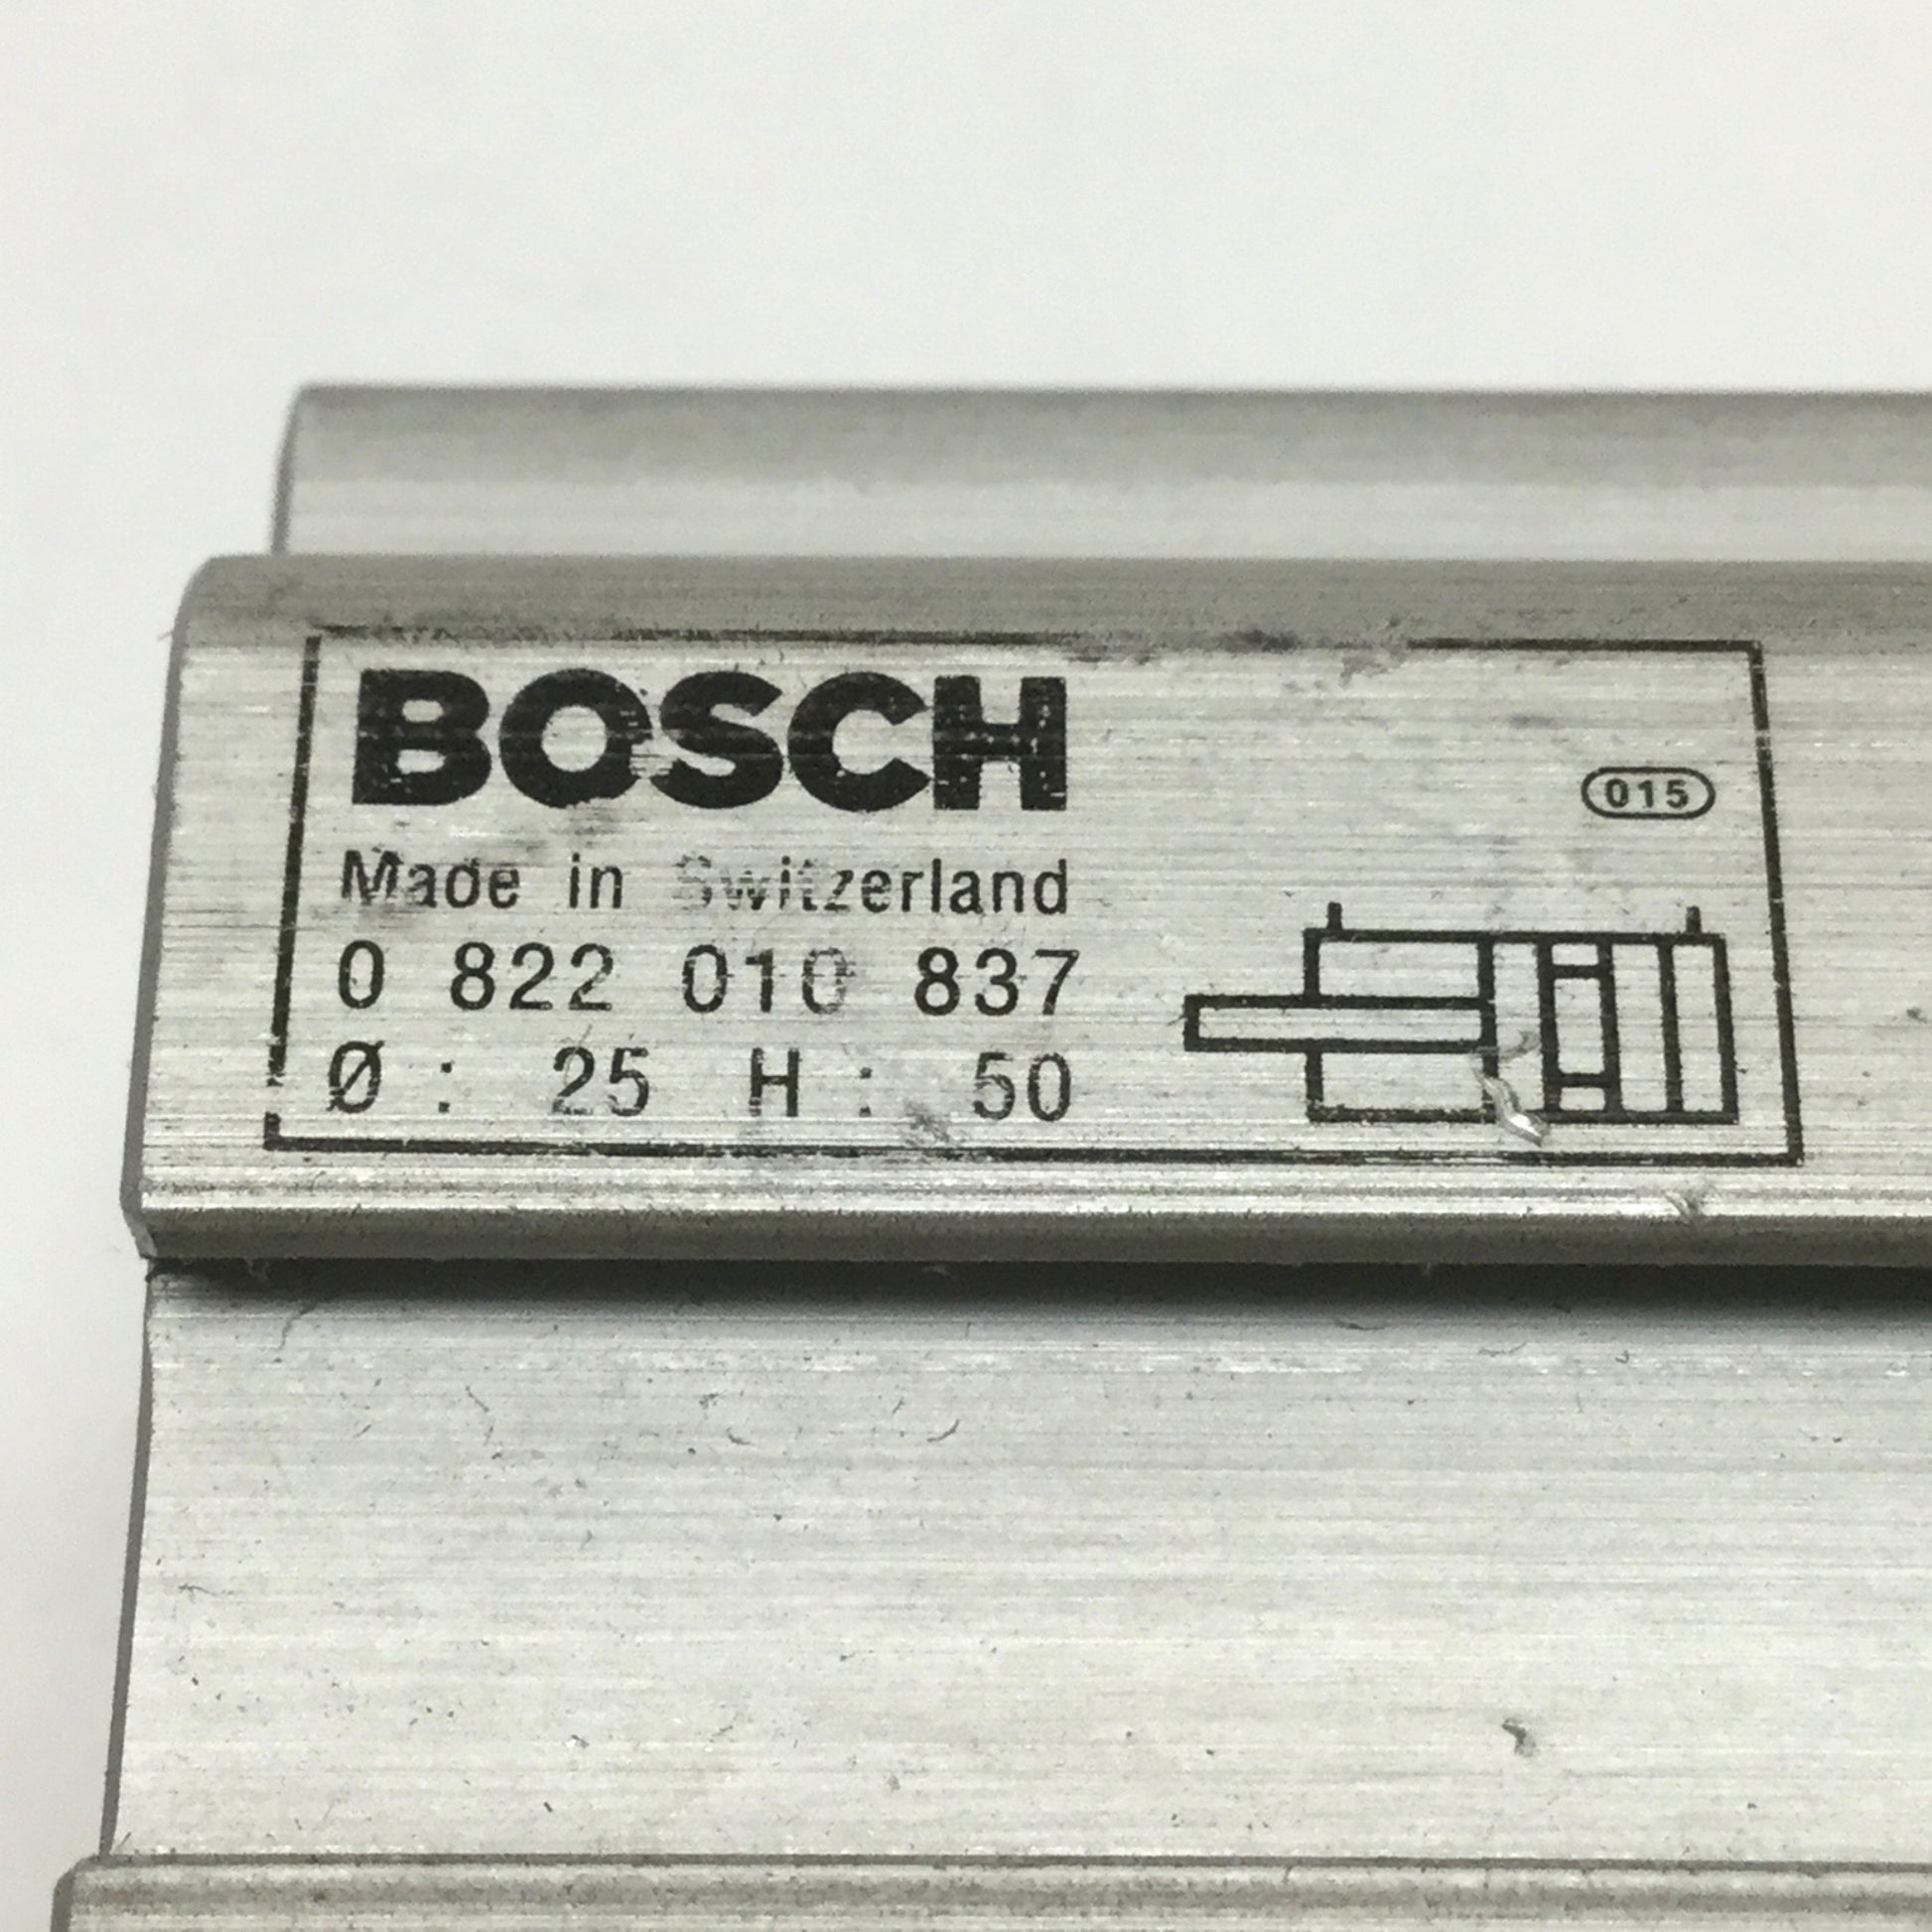 BOSCH
015
Made in Switzerland
0 822 010 837
Ø : 25 H : 50